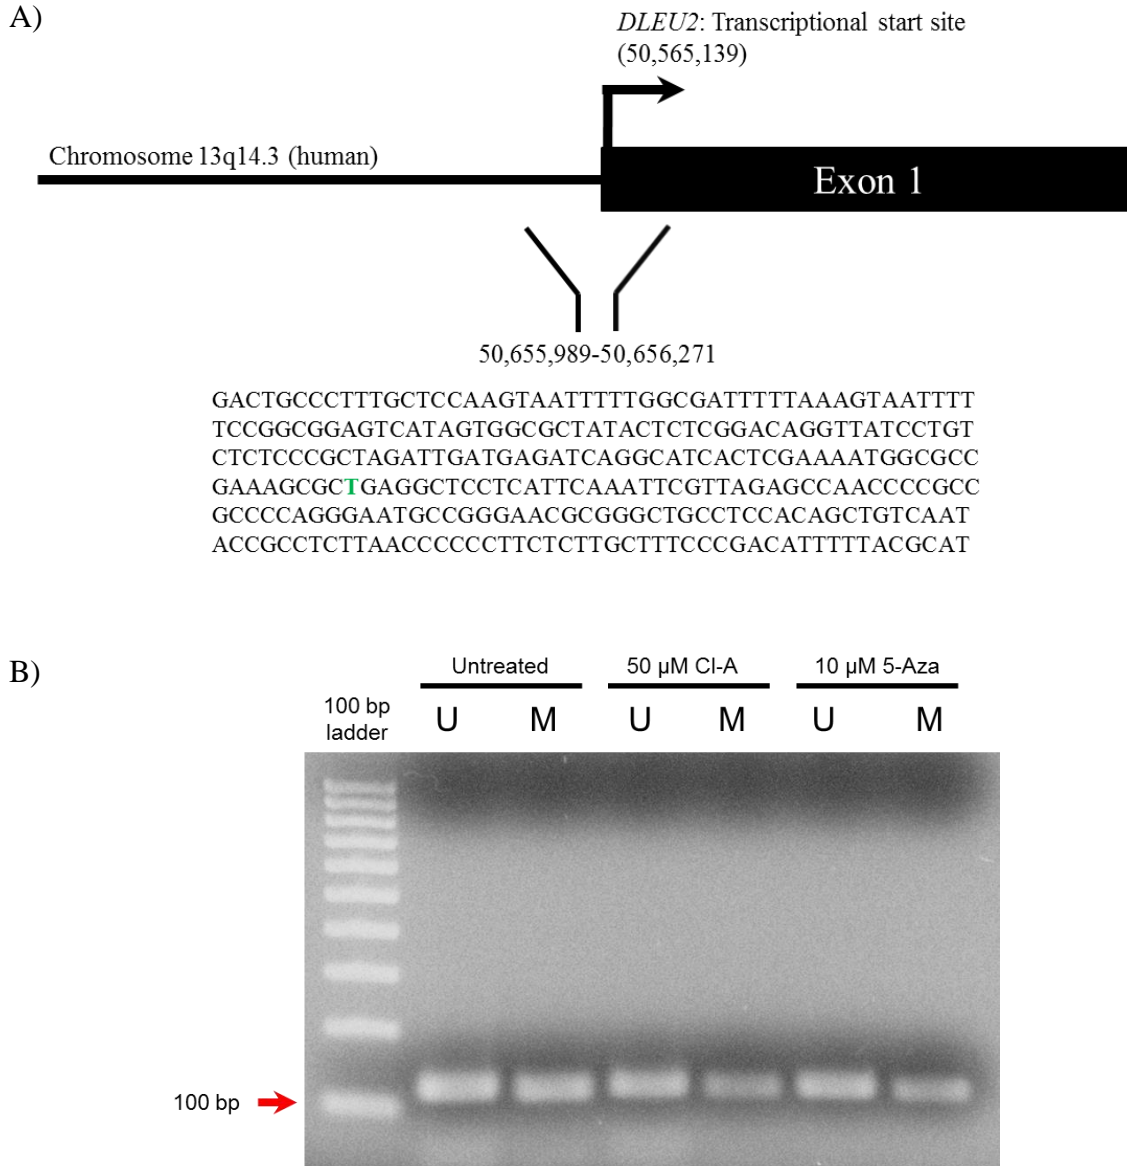 A)
DLEU2: Transcriptional start site
(50,565,139)
Chromosome 13q14.3 (human)
Exon 1
50,655,989-50,656,271
GACTGCCCTTTGCTCCAAGTAATTTTTGGCGATTTTTAAAGTAATTTT
TCCGGCGGAGTCATAGTGGCGCTATACTCTCGGACAGGTTATCCTGT
CTCTCCCGCTAGATTGATGAGATCAGGCATCACTCGAAAATGGCGCC
GAAAGCGCTGAGGCTCCTCATTCAAATTCGTTAGAGCCAACCCCGCC
GCCCCAGGGAATGCCGGGAACGCGGGCTGCCTCCACAGCTGTCAAT
ACCGCCTCTTAACCCCCCTTCTCTTGCTTTCCCGACATTTTTACGCAT
B)
Untreated 50 µM Cl-A 10 µM 5-Aza
100 bp
ladder
U M U M U M
100 bp